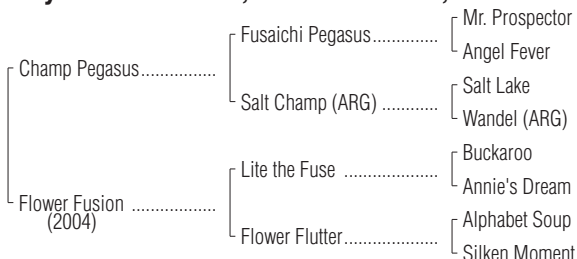 Mr. Prospector
Fusaichi Pegasus..............
Angel Fever
Champ Pegasus................
Salt Lake
Salt Champ (ARG) ............
Wandel (ARG)
Buckaroo
Lite the Fuse ....................
Annie's Dream
Flower Fusion ..................
(2004)
Alphabet Soup
Flower Flutter....................
Silken Moment